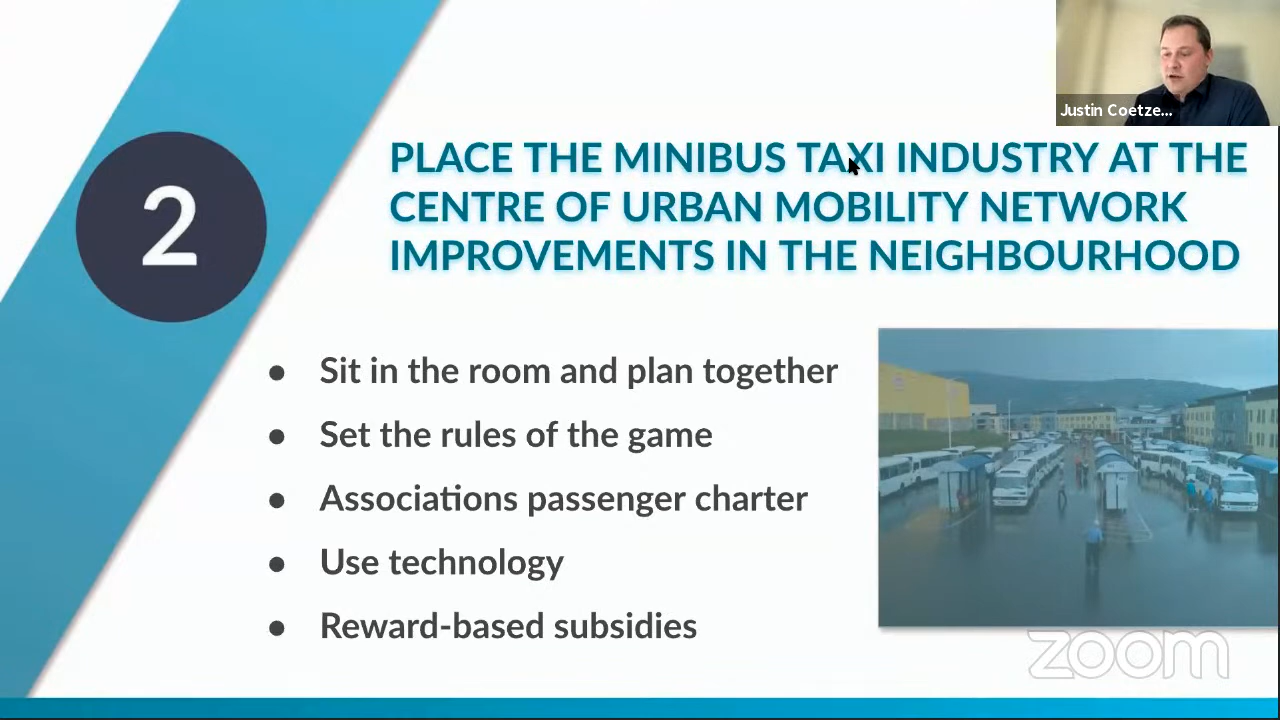 Justin Coetze...
2
PLACE THE MINIBUS TAXI INDUSTRY AT THE
CENTRE OF URBAN MOBILITY NETWORK
IMPROVEMENTS IN THE NEIGHBOURHOOD
● Sit in the room and plan together
● Set the rules of the game
● Associations passenger charter
● Use technology
● Reward-based subsidies
zoom